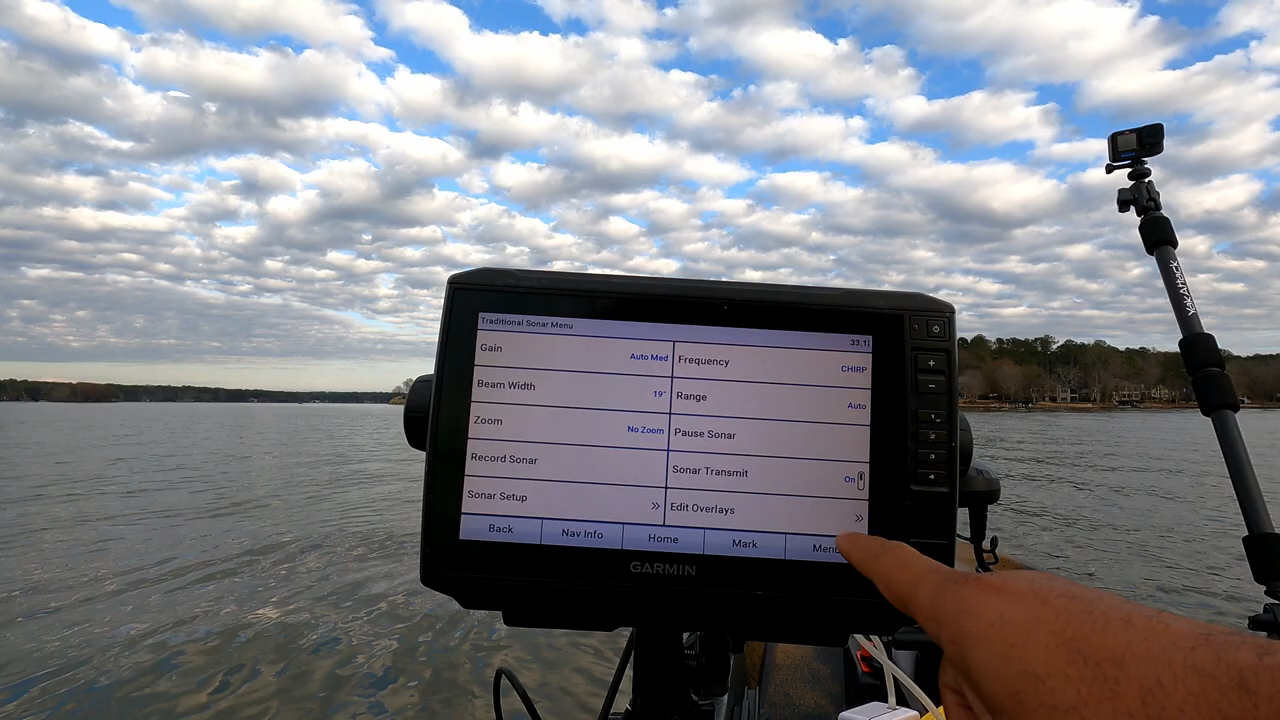 Traditional Sonar Menu
Gain Auto Med
Frequency CHIRP
Beam Width 19°
Range Auto
Zoom No Zoom
Pause Sonar
Record Sonar
Sonar Transmit On
Sonar Setup »
Edit Overlays »
Back Nav Info Home Mark Menu
GARMIN
+
−
1
2
3
4
YakAttack